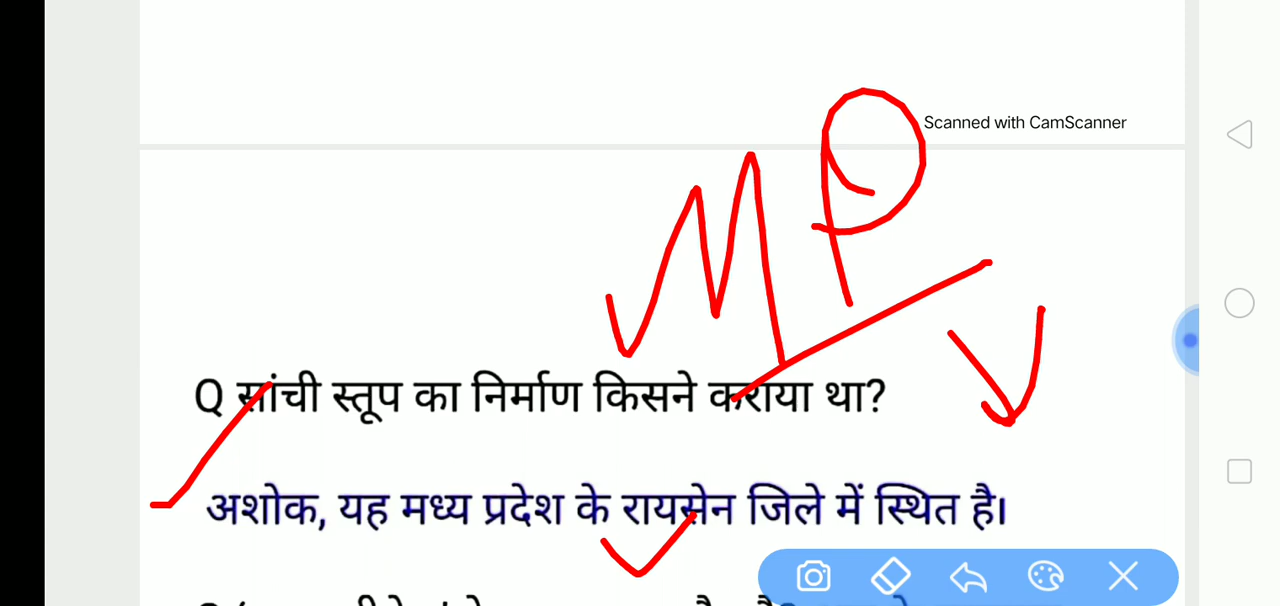 Scanned with CamScanner
MP
Q सांची स्तूप का निर्माण किसने कराया था?
अशोक, यह मध्य प्रदेश के रायसेन जिले में स्थित है।